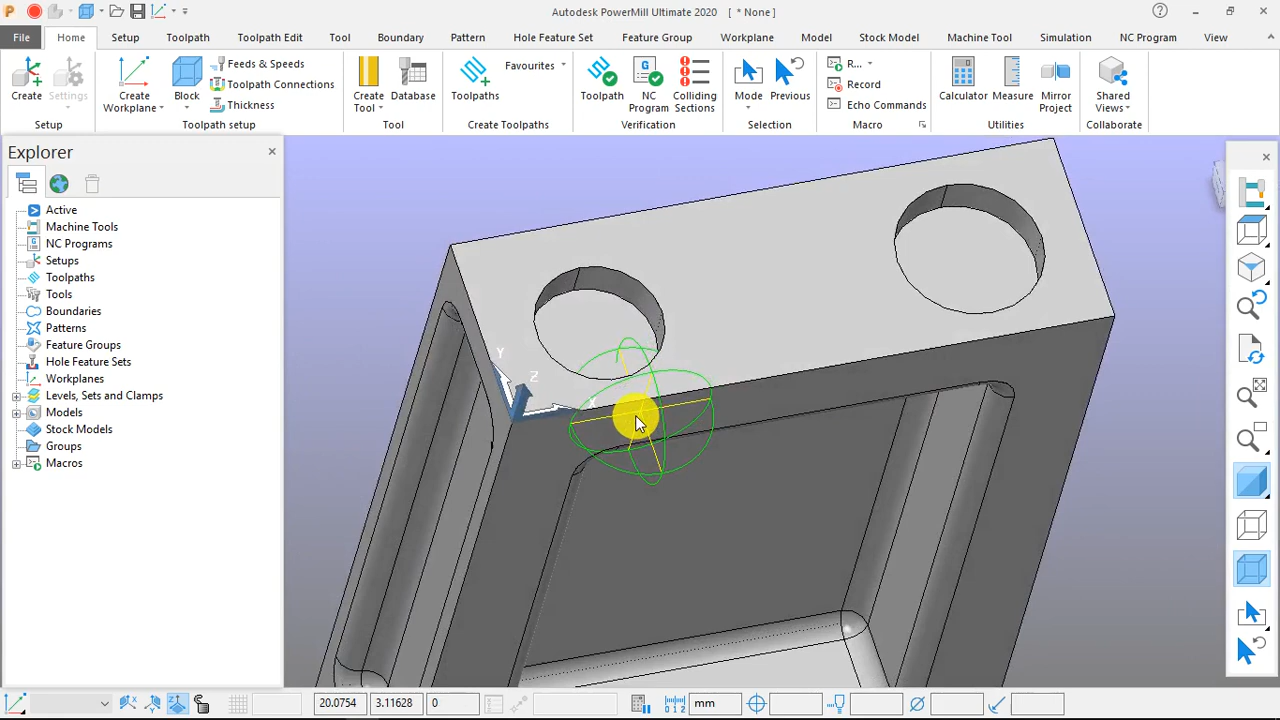 Autodesk PowerMill Ultimate 2020 [ * None ]
File Home Setup Toolpath Toolpath Edit Tool Boundary Pattern Hole Feature Set Feature Group Workplane Model Stock Model Machine Tool Simulation NC Program View
Create
Settings
Setup
Create Workplane
Block
Feeds & Speeds
Toolpath Connections
Thickness
Toolpath setup
Create Tool
Database
Tool
Toolpaths
Favourites
Create Toolpaths
Toolpath
NC Program
Colliding Sections
Verification
Mode
Previous
Selection
R...
Record
Echo Commands
Macro
Calculator
Measure
Mirror Project
Utilities
Shared Views
Collaborate
Explorer
Active
Machine Tools
NC Programs
Setups
Toolpaths
Tools
Boundaries
Patterns
Feature Groups
Hole Feature Sets
Workplanes
Levels, Sets and Clamps
Models
Stock Models
Groups
Macros
Y
Z
X
20.0754 3.11628 0 mm